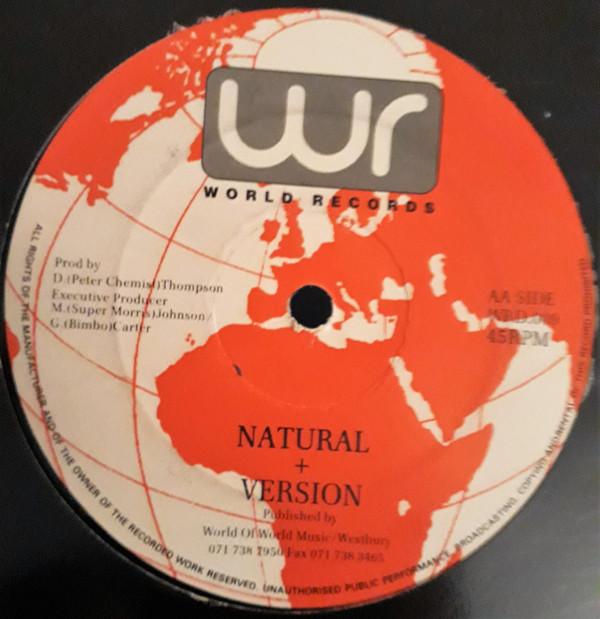 wr
WORLD RECORDS
Prod by
D.(Peter Chemist)Thompson
Executive Producer
M.(Super Morris)Johnson/
G.(Bimbo)Carter
AA SIDE
45RPM
NATURAL
+
VERSION
Published by
World Of World Music/Westbury
071 738 7950 Fax 071 738 3465
ALL RIGHTS OF THE MANUFACTURER AND OF THE OWNER OF THE RECORDED WORK RESERVED. UNAUTHORISED PUBLIC PERFORMANCE, BROADCASTING, COPYING AND RENTAL OF THIS RECORD PROHIBITED